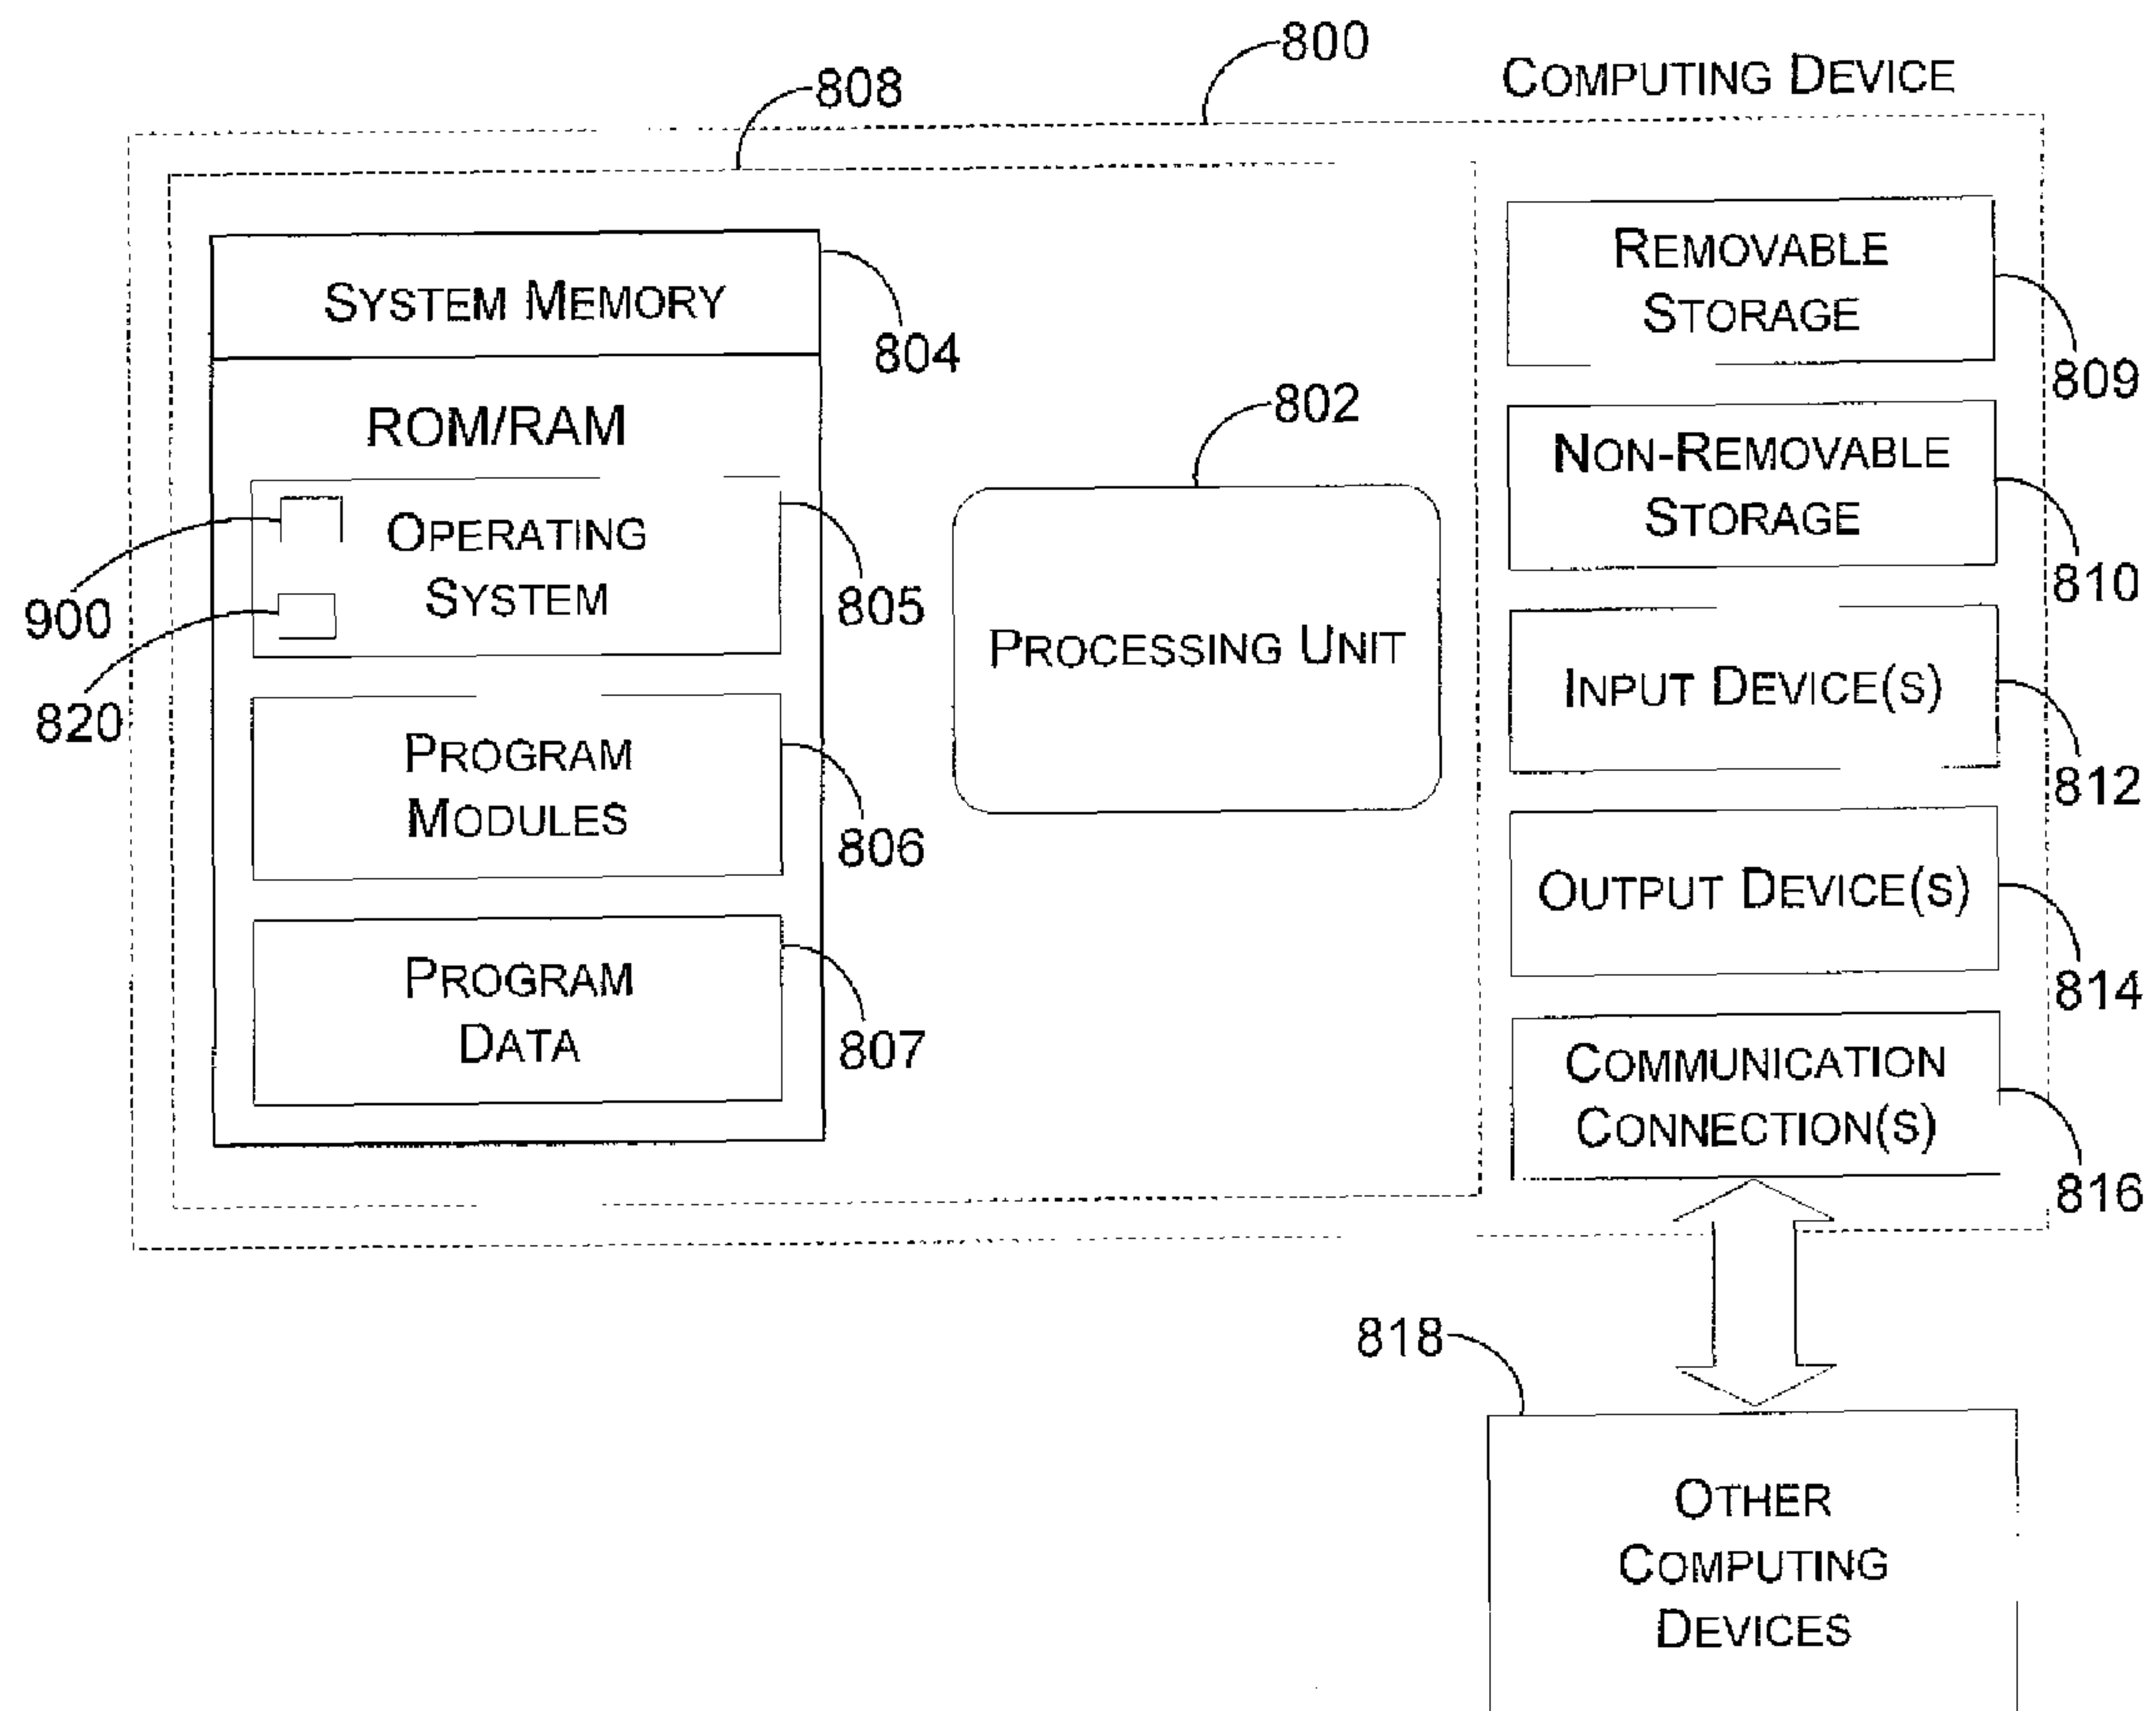 800
COMPUTING DEVICE
808
SYSTEM MEMORY
804
ROM/RAM
OPERATING
SYSTEM
900
820
805
PROGRAM
MODULES
806
PROGRAM
DATA
807
802
PROCESSING UNIT
REMOVABLE
STORAGE
809
NON-REMOVABLE
STORAGE
810
INPUT DEVICE(S)
812
OUTPUT DEVICE(S)
814
COMMUNICATION
CONNECTION(S)
816
818
OTHER
COMPUTING
DEVICES